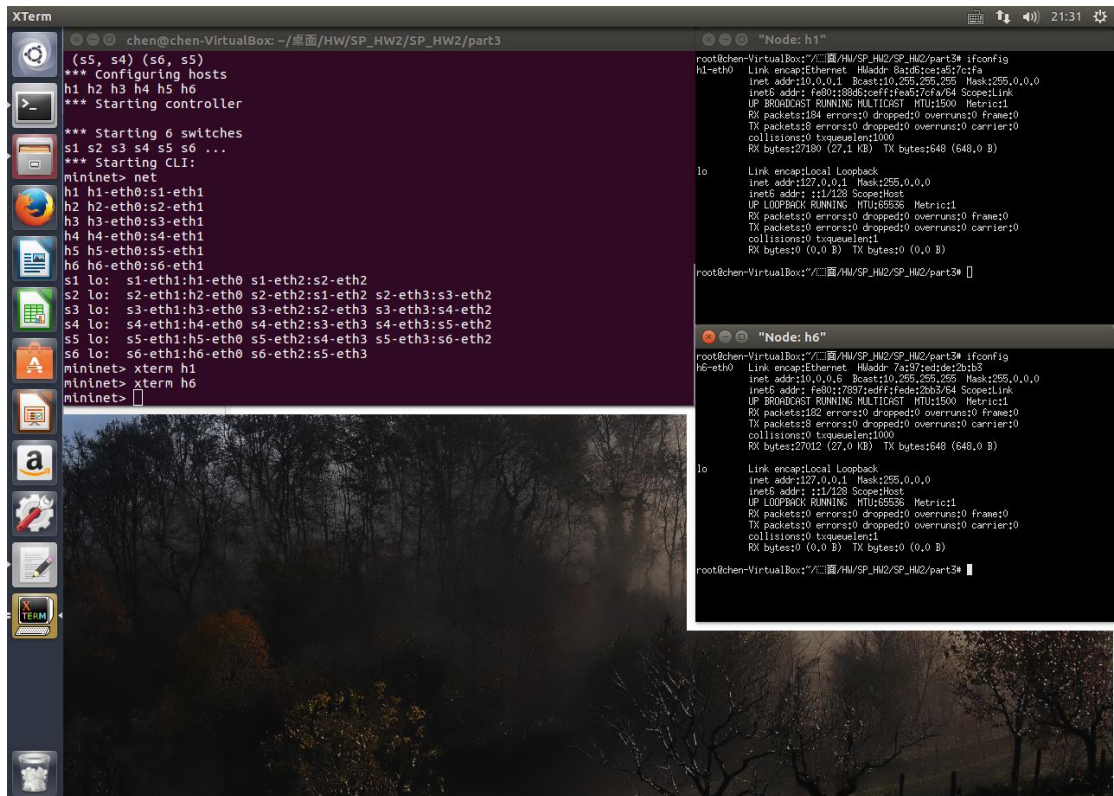 XTerm
21:31
chen@chen-VirtualBox: ~/桌面/HW/SP_HW2/SP_HW2/part3
(s5, s4) (s6, s5)
*** Configuring hosts
h1 h2 h3 h4 h5 h6
*** Starting controller
*** Starting 6 switches
s1 s2 s3 s4 s5 s6 ...
*** Starting CLI:
mininet> net
h1 h1-eth0:s1-eth1
h2 h2-eth0:s2-eth1
h3 h3-eth0:s3-eth1
h4 h4-eth0:s4-eth1
h5 h5-eth0:s5-eth1
h6 h6-eth0:s6-eth1
s1 lo:  s1-eth1:h1-eth0 s1-eth2:s2-eth2
s2 lo:  s2-eth1:h2-eth0 s2-eth2:s1-eth2 s2-eth3:s3-eth2
s3 lo:  s3-eth1:h3-eth0 s3-eth2:s2-eth3 s3-eth3:s4-eth2
s4 lo:  s4-eth1:h4-eth0 s4-eth2:s3-eth3 s4-eth3:s5-eth2
s5 lo:  s5-eth1:h5-eth0 s5-eth2:s4-eth3 s5-eth3:s6-eth2
s6 lo:  s6-eth1:h6-eth0 s6-eth2:s5-eth3
mininet> xterm h1
mininet> xterm h6
mininet>
"Node: h1"
root@chen-VirtualBox:~/面/HW/SP_HW2/SP_HW2/part3# ifconfig
h1-eth0   Link encap:Ethernet  HWaddr 8a:d6:ce:a5:7c:fa
inet addr:10.0.0.1  Bcast:10.255.255.255  Mask:255.0.0.0
inet6 addr: fe80::88d6:ceff:fea5:7cfa/64 Scope:Link
UP BROADCAST RUNNING MULTICAST  MTU:1500  Metric:1
RX packets:184 errors:0 dropped:0 overruns:0 frame:0
TX packets:8 errors:0 dropped:0 overruns:0 carrier:0
collisions:0 txqueuelen:1000
RX bytes:27180 (27.1 KB)  TX bytes:648 (648.0 B)
lo        Link encap:Local Loopback
inet addr:127.0.0.1  Mask:255.0.0.0
inet6 addr: ::1/128 Scope:Host
UP LOOPBACK RUNNING  MTU:65536  Metric:1
RX packets:0 errors:0 dropped:0 overruns:0 frame:0
TX packets:0 errors:0 dropped:0 overruns:0 carrier:0
collisions:0 txqueuelen:1
RX bytes:0 (0.0 B)  TX bytes:0 (0.0 B)
root@chen-VirtualBox:~/面/HW/SP_HW2/SP_HW2/part3#
"Node: h6"
root@chen-VirtualBox:~/面/HW/SP_HW2/SP_HW2/part3# ifconfig
h6-eth0   Link encap:Ethernet  HWaddr 7a:97:ed:de:2b:b3
inet addr:10.0.0.6  Bcast:10.255.255.255  Mask:255.0.0.0
inet6 addr: fe80::7897:edff:fede:2bb3/64 Scope:Link
UP BROADCAST RUNNING MULTICAST  MTU:1500  Metric:1
RX packets:182 errors:0 dropped:0 overruns:0 frame:0
TX packets:8 errors:0 dropped:0 overruns:0 carrier:0
collisions:0 txqueuelen:1000
RX bytes:27012 (27.0 KB)  TX bytes:648 (648.0 B)
lo        Link encap:Local Loopback
inet addr:127.0.0.1  Mask:255.0.0.0
inet6 addr: ::1/128 Scope:Host
UP LOOPBACK RUNNING  MTU:65536  Metric:1
RX packets:0 errors:0 dropped:0 overruns:0 frame:0
TX packets:0 errors:0 dropped:0 overruns:0 carrier:0
collisions:0 txqueuelen:1
RX bytes:0 (0.0 B)  TX bytes:0 (0.0 B)
root@chen-VirtualBox:~/面/HW/SP_HW2/SP_HW2/part3#
X
TERM